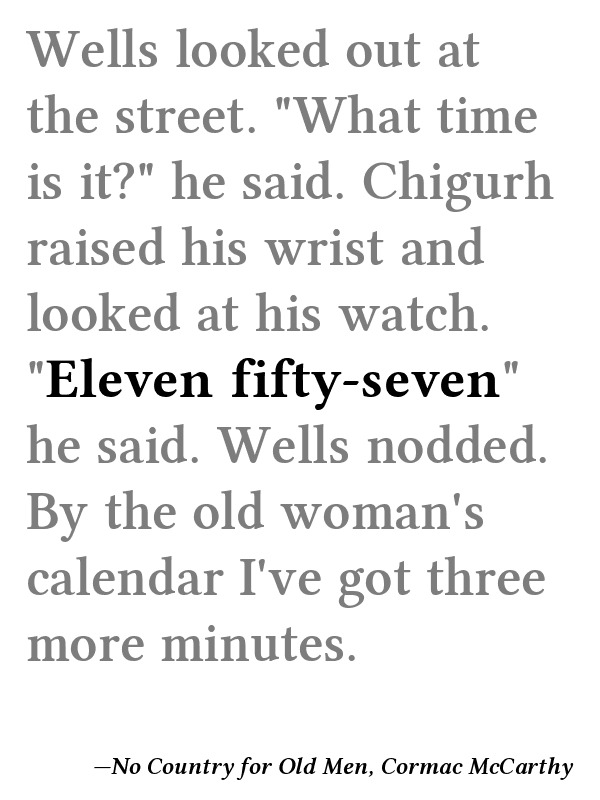 Wells looked out at
the street. "What time
is it?" he said. Chigurh
raised his wrist and
looked at his watch.
"Eleven fifty-seven"
he said. Wells nodded.
By the old woman's
calendar I've got three
more minutes.
—No Country for Old Men, Cormac McCarthy